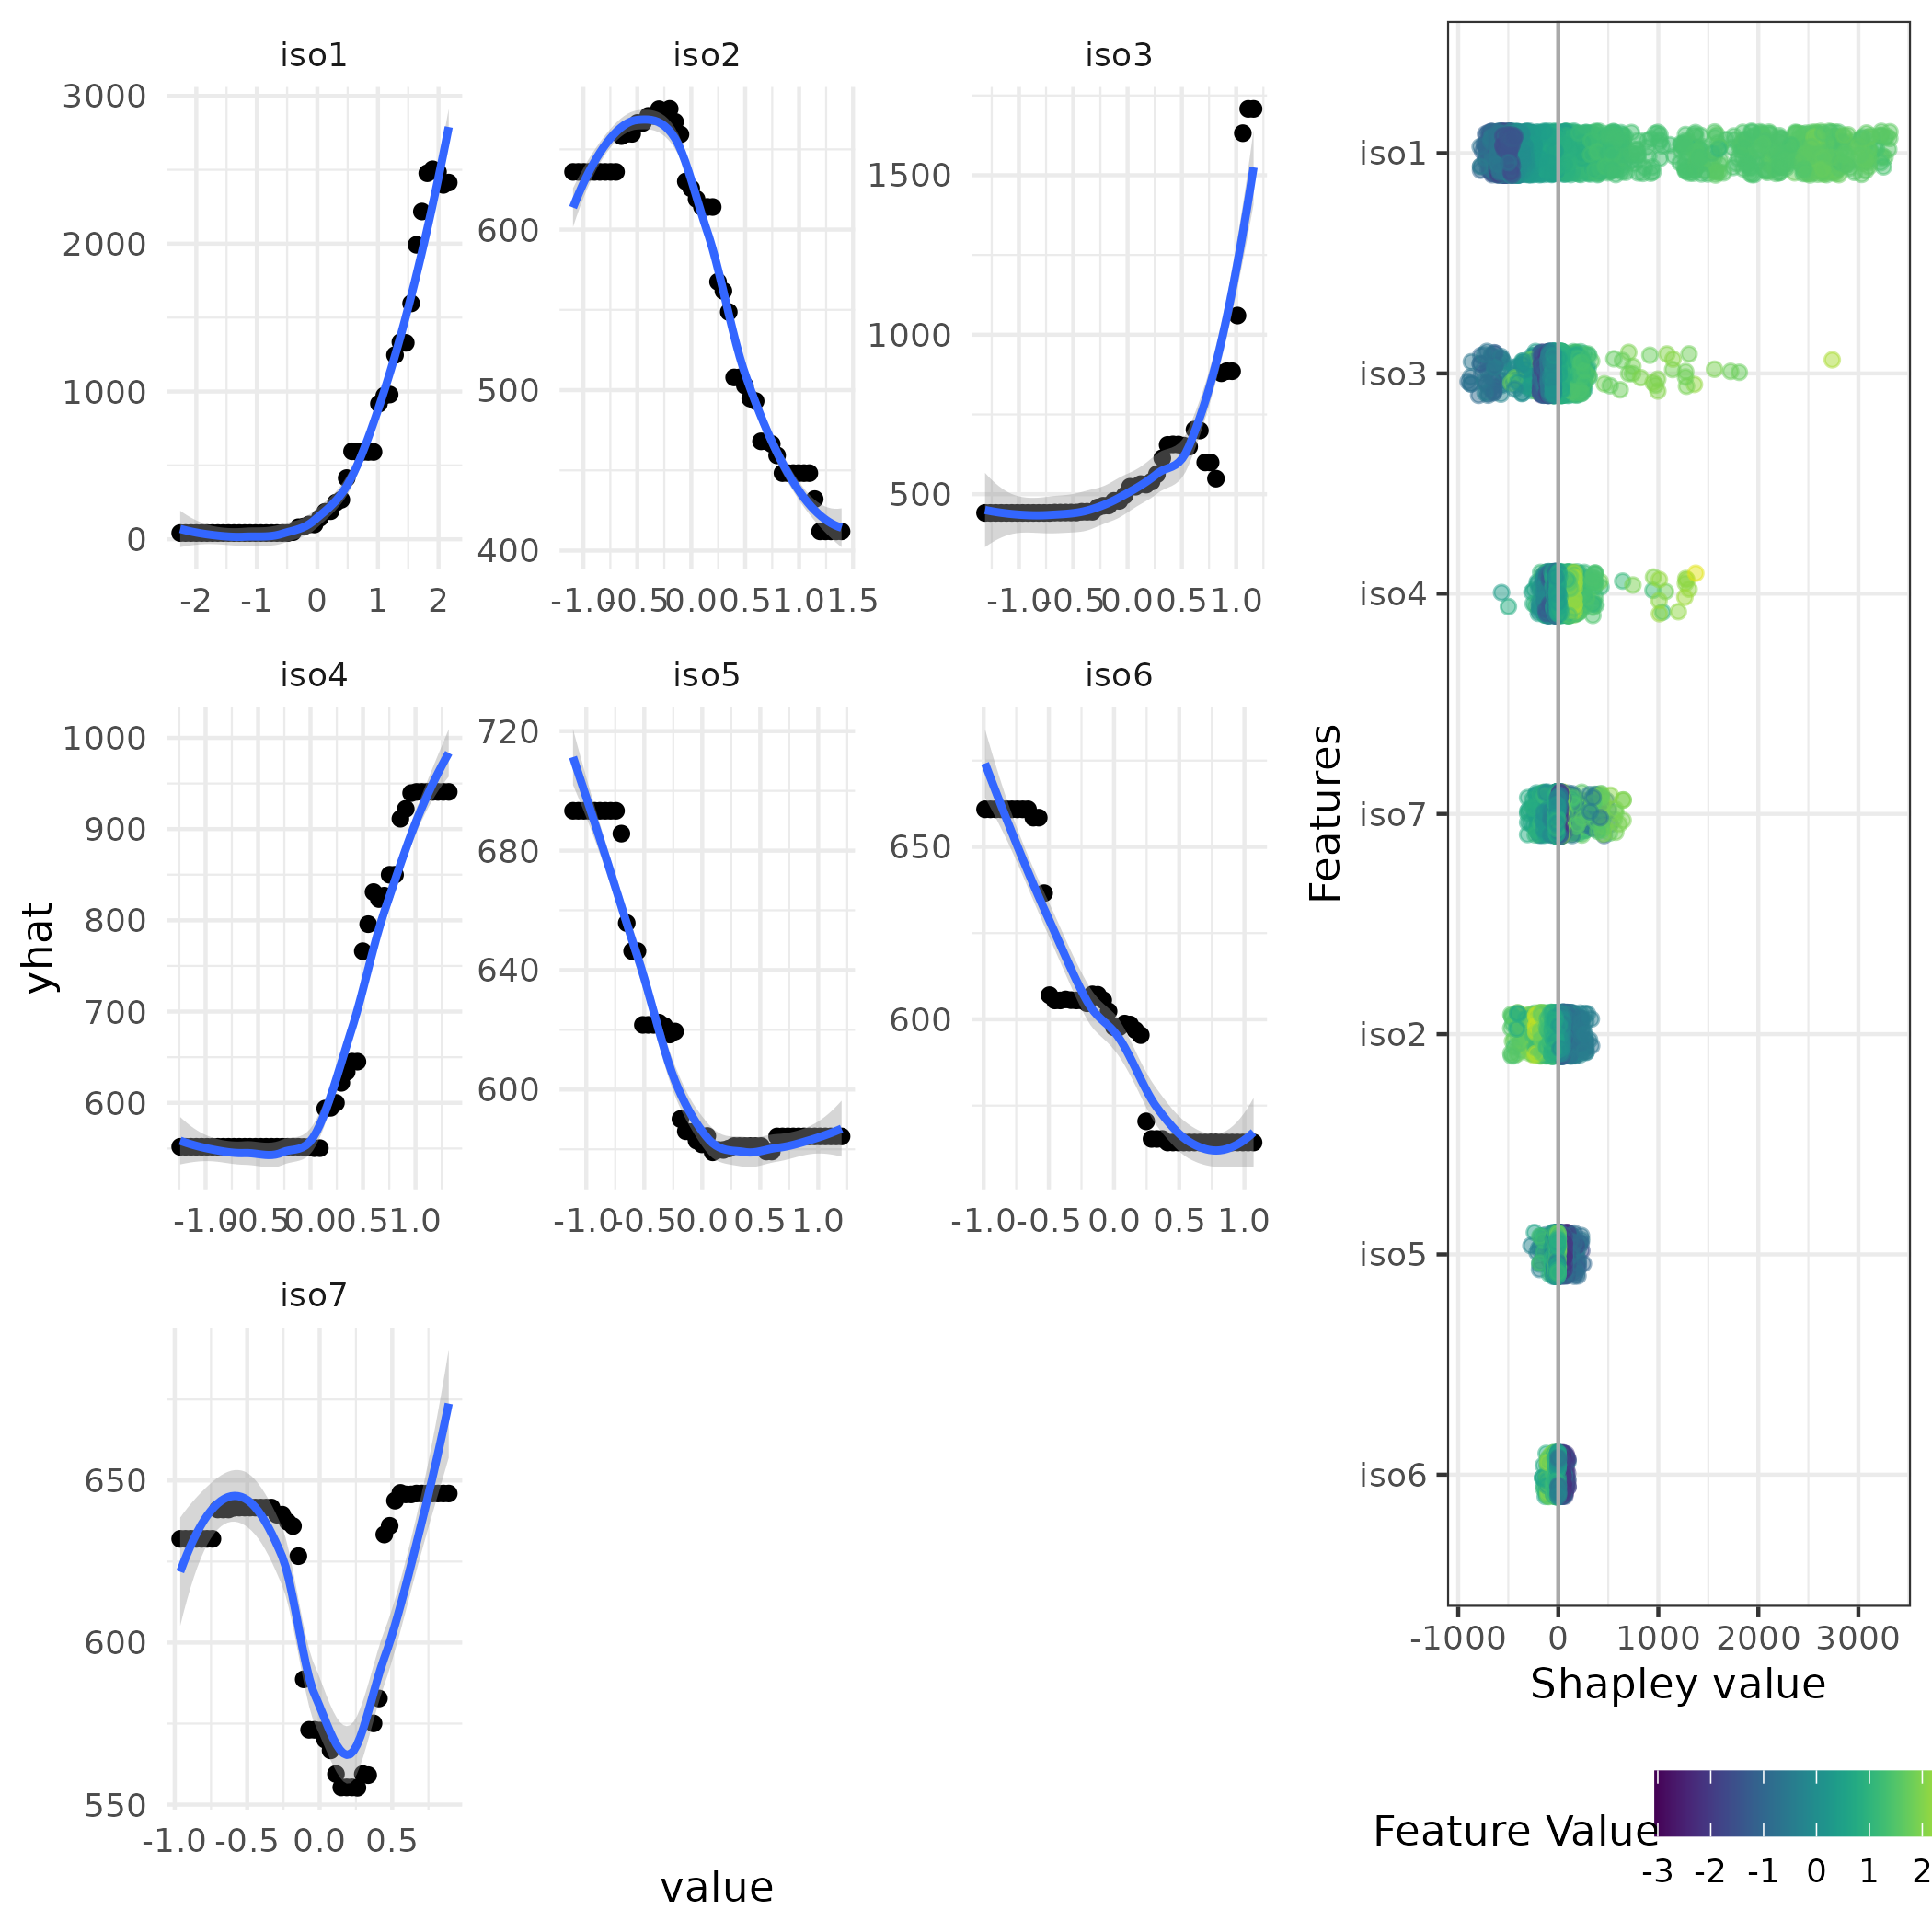 iso1
iso2
iso3
3000
2000
1000
0
600
500
400
1500
1000
500
-2 -1 0 1 2
-1.0 -0.5 0.0 0.5 1.0 1.5
-1.0 -0.5 0.0 0.5 1.0
iso4
iso5
iso6
1000
900
800
700
600
720
680
640
600
650
600
-1.0 -0.5 0.0 0.5 1.0
-1.0 -0.5 0.0 0.5 1.0
-1.0 -0.5 0.0 0.5 1.0
iso7
650
600
550
-1.0 -0.5 0.0 0.5
yhat
value
Features
iso1
iso3
iso4
iso7
iso2
iso5
iso6
-1000 0 1000 2000 3000
Shapley value
Feature Value
-3 -2 -1 0 1 2